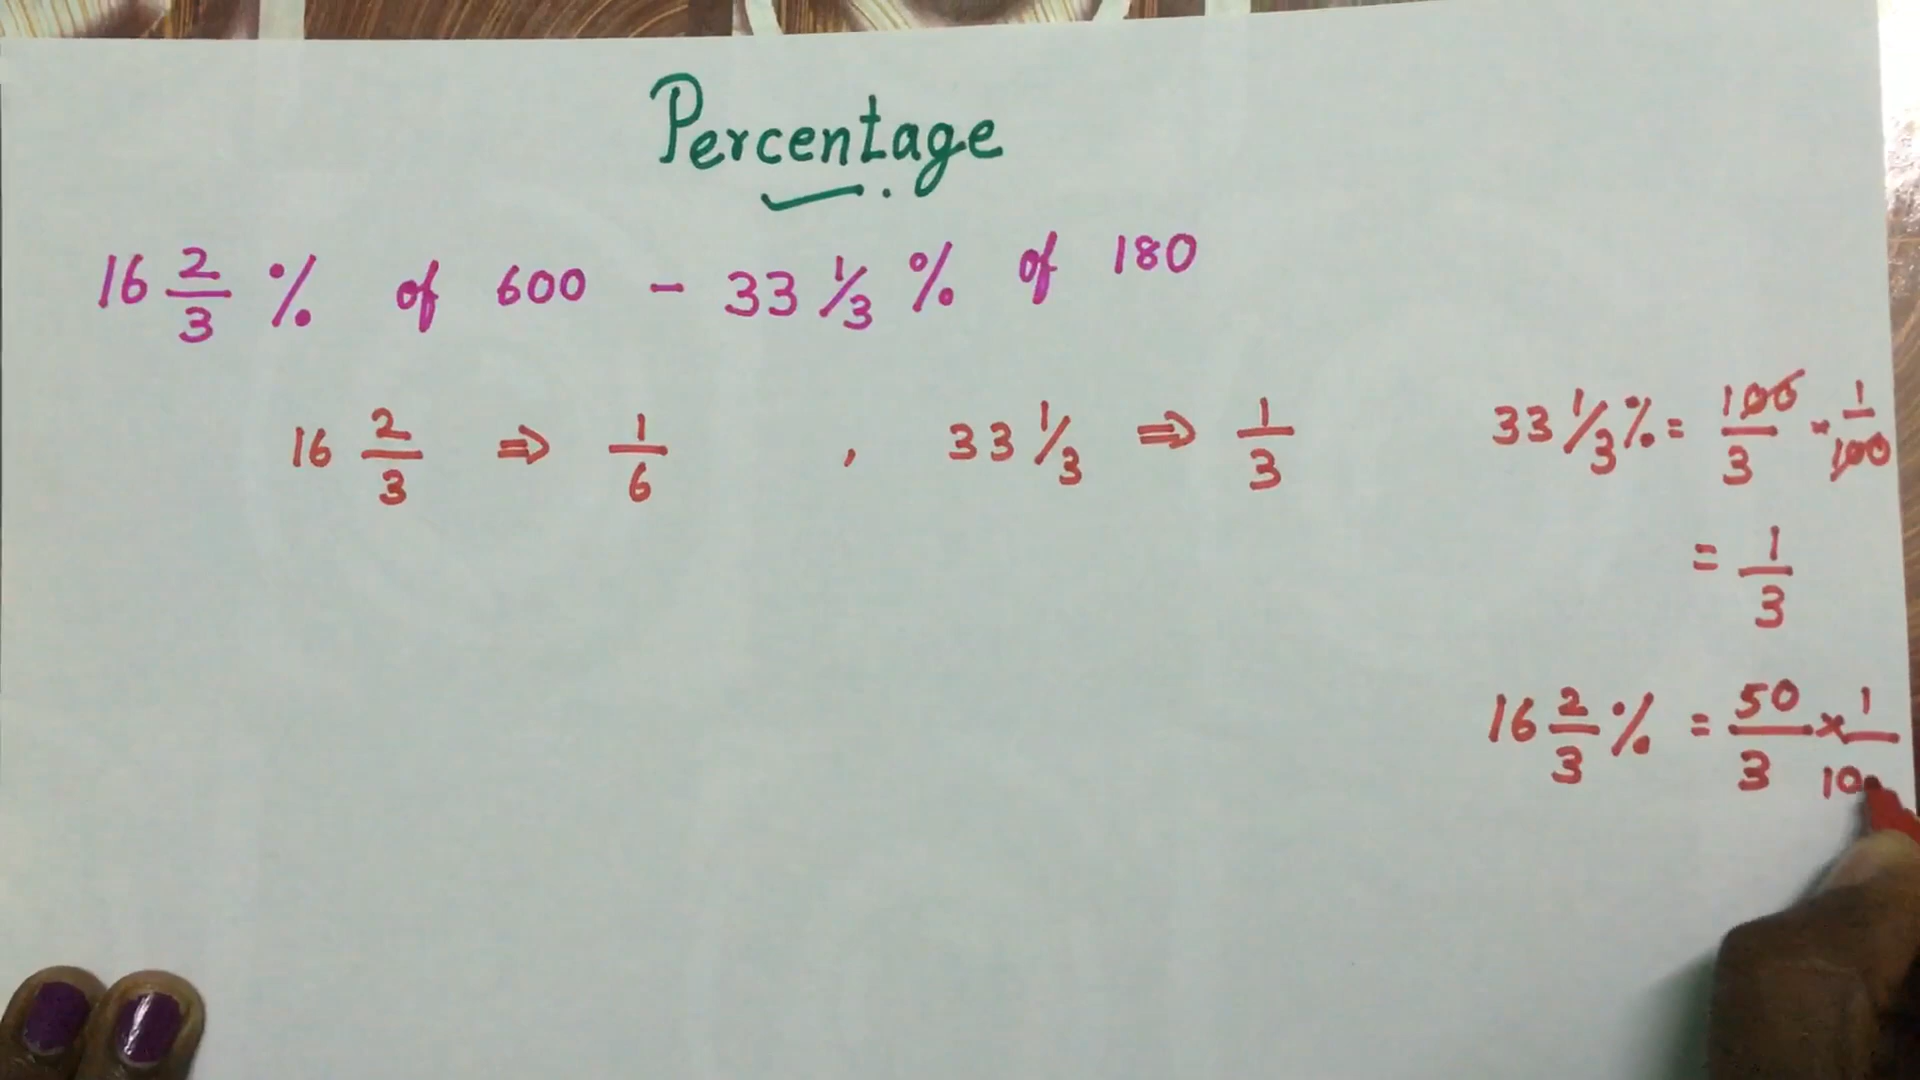 Percentage
16 2/3 % of 600 - 33 1/3 % of 180
16 2/3 ⇒ 1/6 , 33 1/3 ⇒ 1/3
33 1/3 % = 100/3 × 1/100
= 1/3
16 2/3 % = 50/3 × 1/10